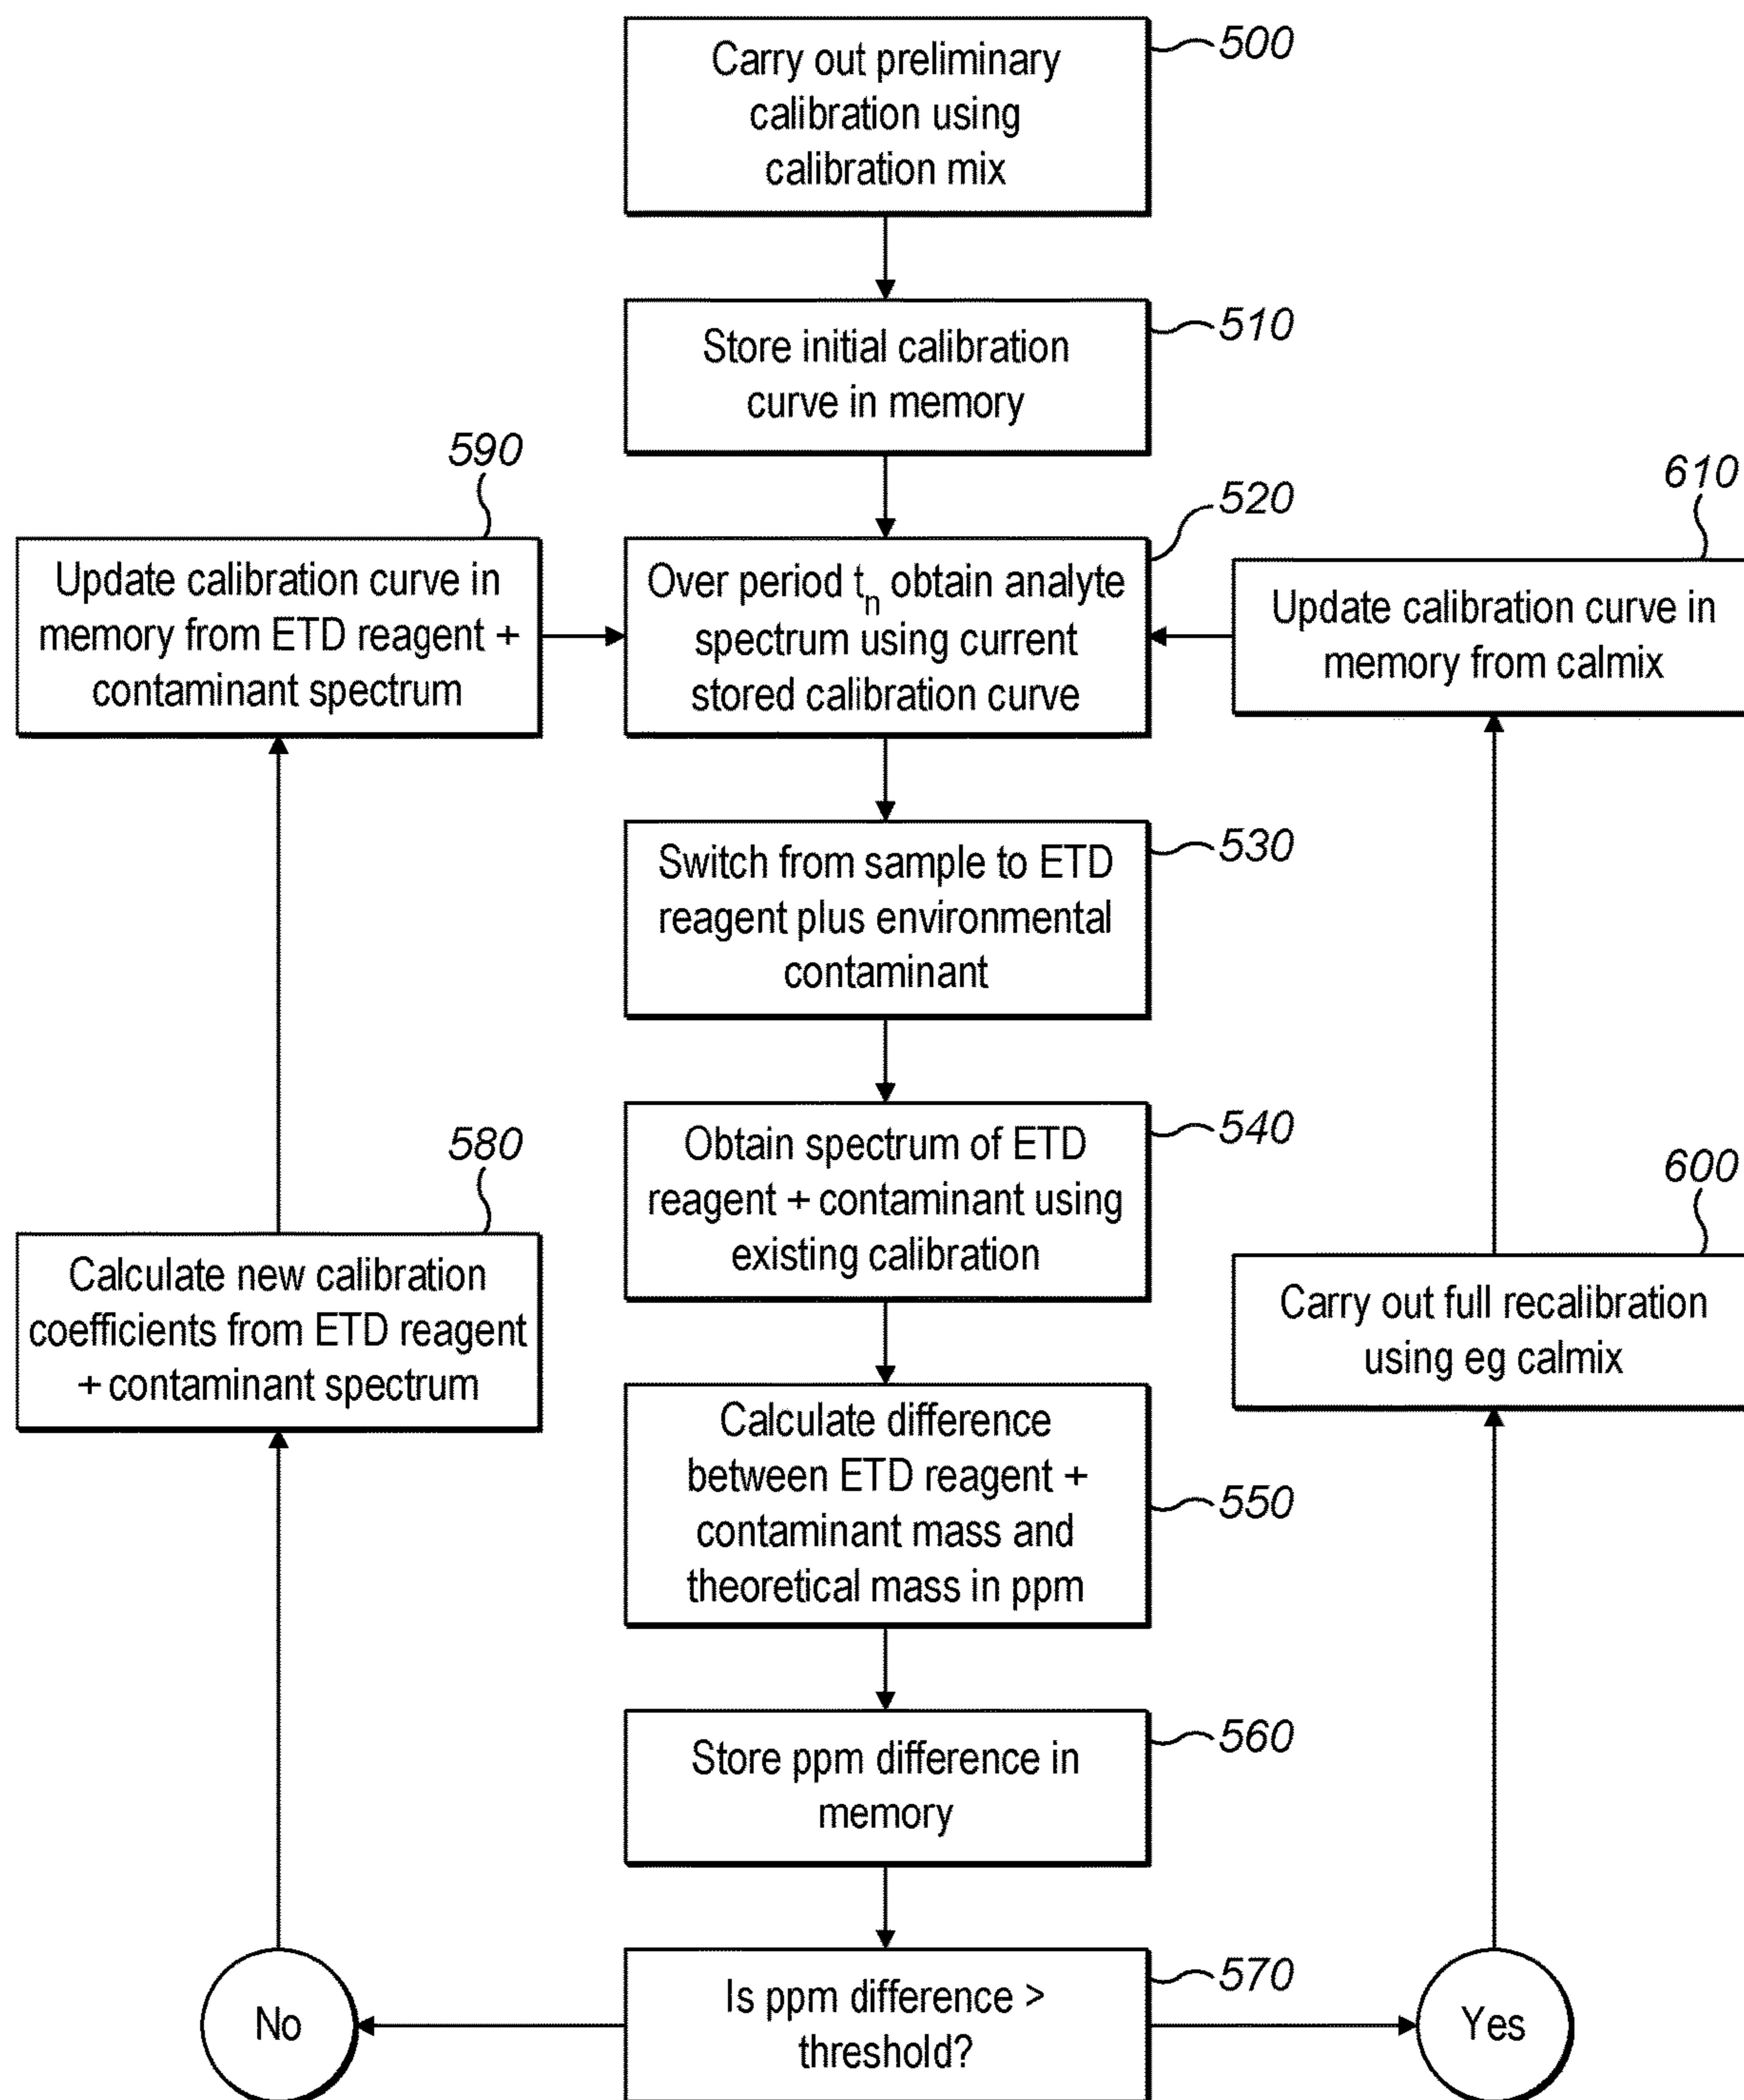 Carry out preliminary
calibration using
calibration mix
500
Store initial calibration
curve in memory
510
590
Update calibration curve in
memory from ETD reagent +
contaminant spectrum
Over period tn obtain analyte
spectrum using current
stored calibration curve
520
610
Update calibration curve in
memory from calmix
Switch from sample to ETD
reagent plus environmental
contaminant
530
Obtain spectrum of ETD
reagent + contaminant using
existing calibration
540
580
Calculate new calibration
coefficients from ETD reagent
+ contaminant spectrum
600
Carry out full recalibration
using eg calmix
Calculate difference
between ETD reagent +
contaminant mass and
theoretical mass in ppm
550
Store ppm difference in
memory
560
No
Is ppm difference >
threshold?
570
Yes